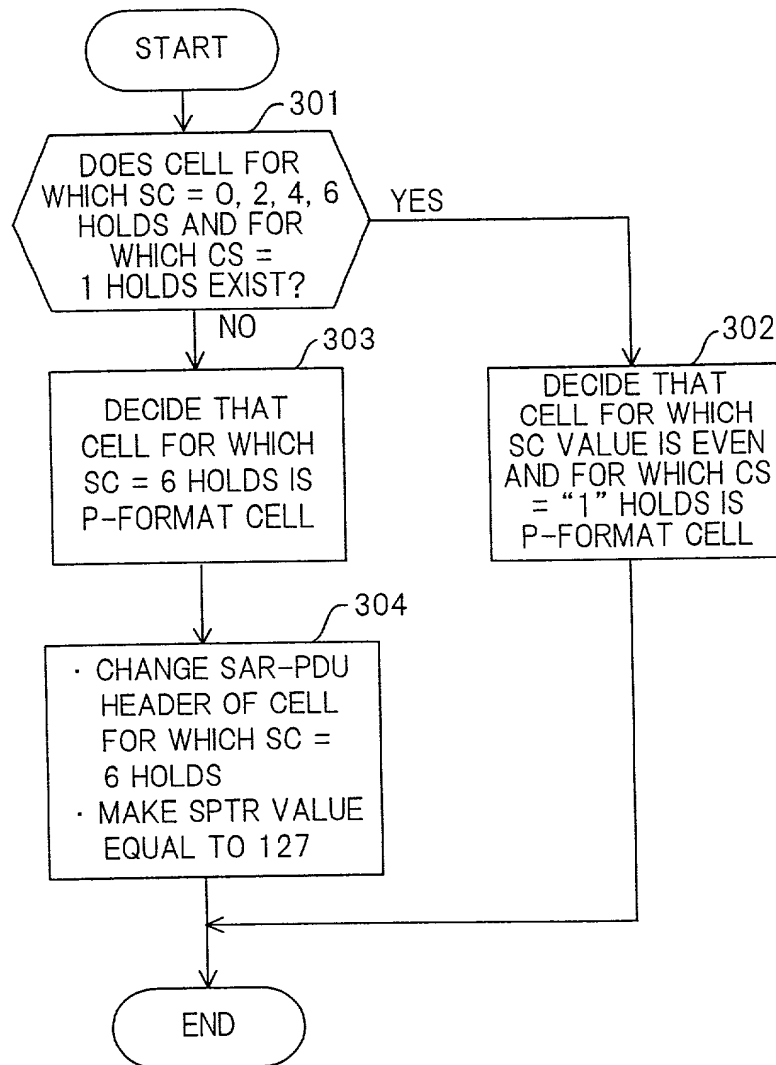 START
301
DOES CELL FOR
WHICH SC = 0, 2, 4, 6
HOLDS AND FOR
WHICH CS =
1 HOLDS EXIST?
YES
NO
303
DECIDE THAT
CELL FOR WHICH
SC = 6 HOLDS IS
P-FORMAT CELL
302
DECIDE THAT
CELL FOR WHICH
SC VALUE IS EVEN
AND FOR WHICH CS
= "1" HOLDS IS
P-FORMAT CELL
304
· CHANGE SAR-PDU
HEADER OF CELL
FOR WHICH SC =
6 HOLDS
· MAKE SPTR VALUE
EQUAL TO 127
END